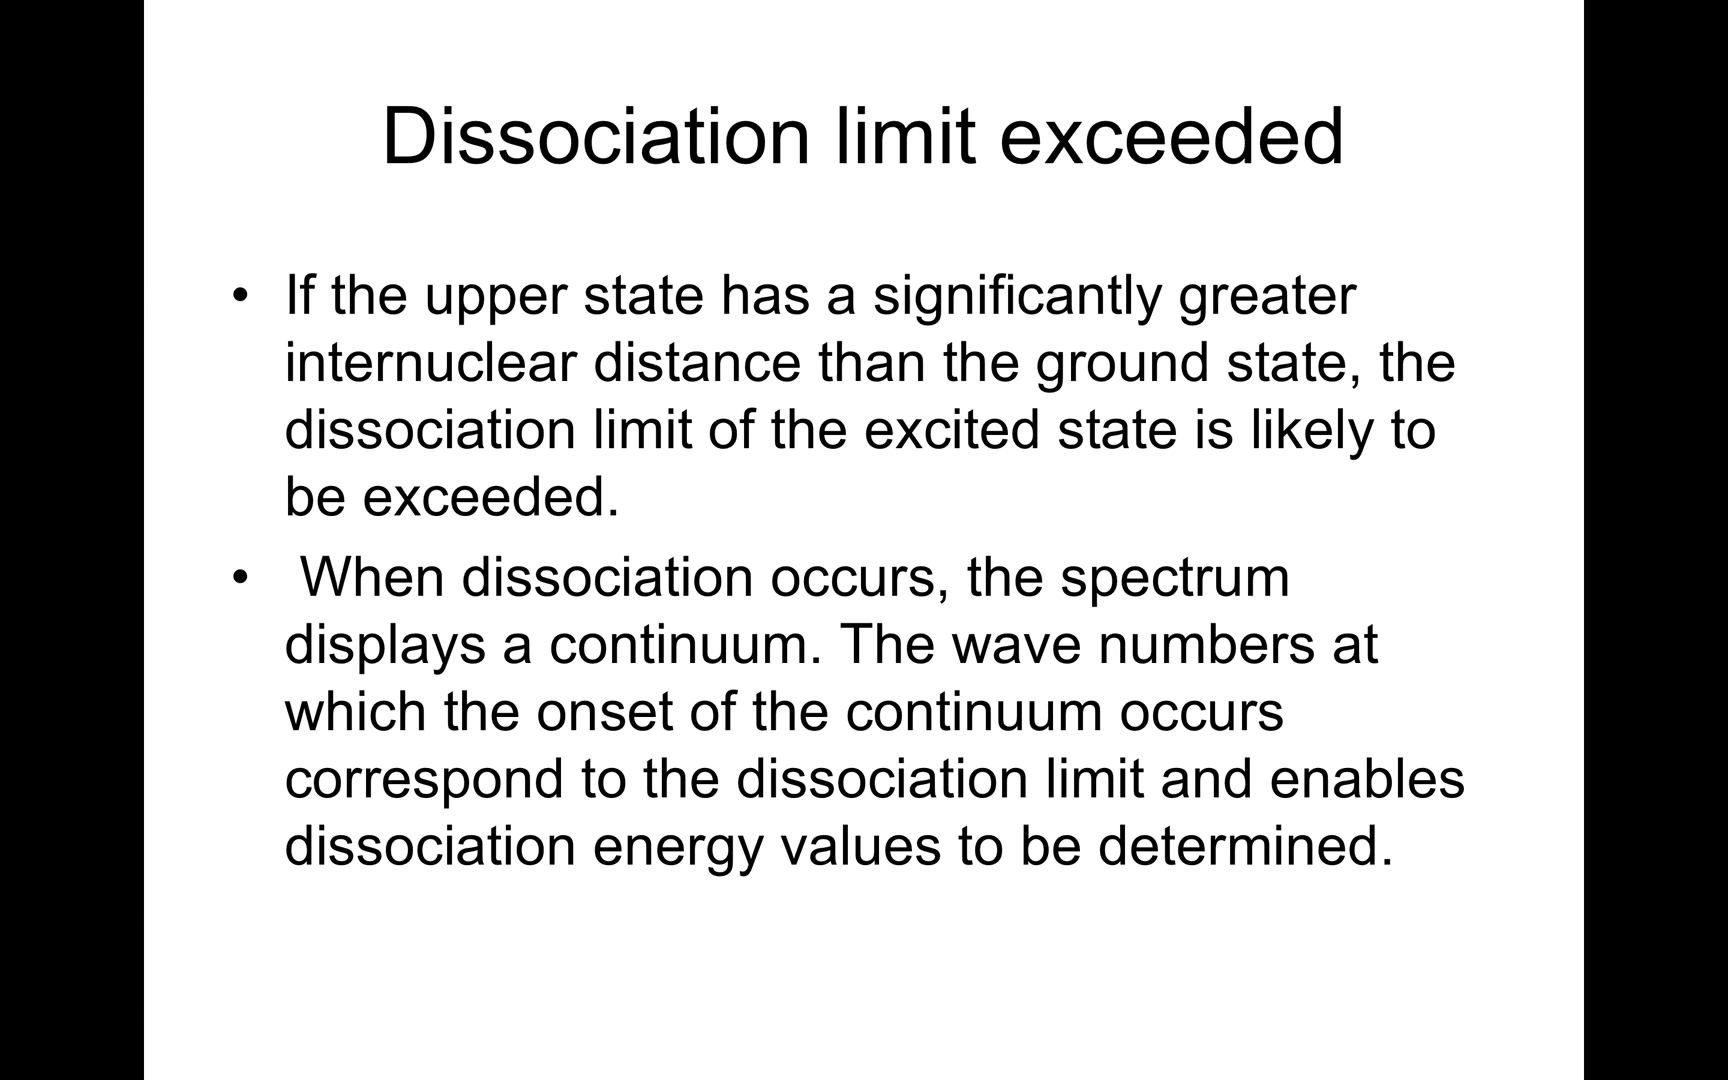 Dissociation limit exceeded
• If the upper state has a significantly greater
internuclear distance than the ground state, the
dissociation limit of the excited state is likely to
be exceeded.
• When dissociation occurs, the spectrum
displays a continuum. The wave numbers at
which the onset of the continuum occurs
correspond to the dissociation limit and enables
dissociation energy values to be determined.